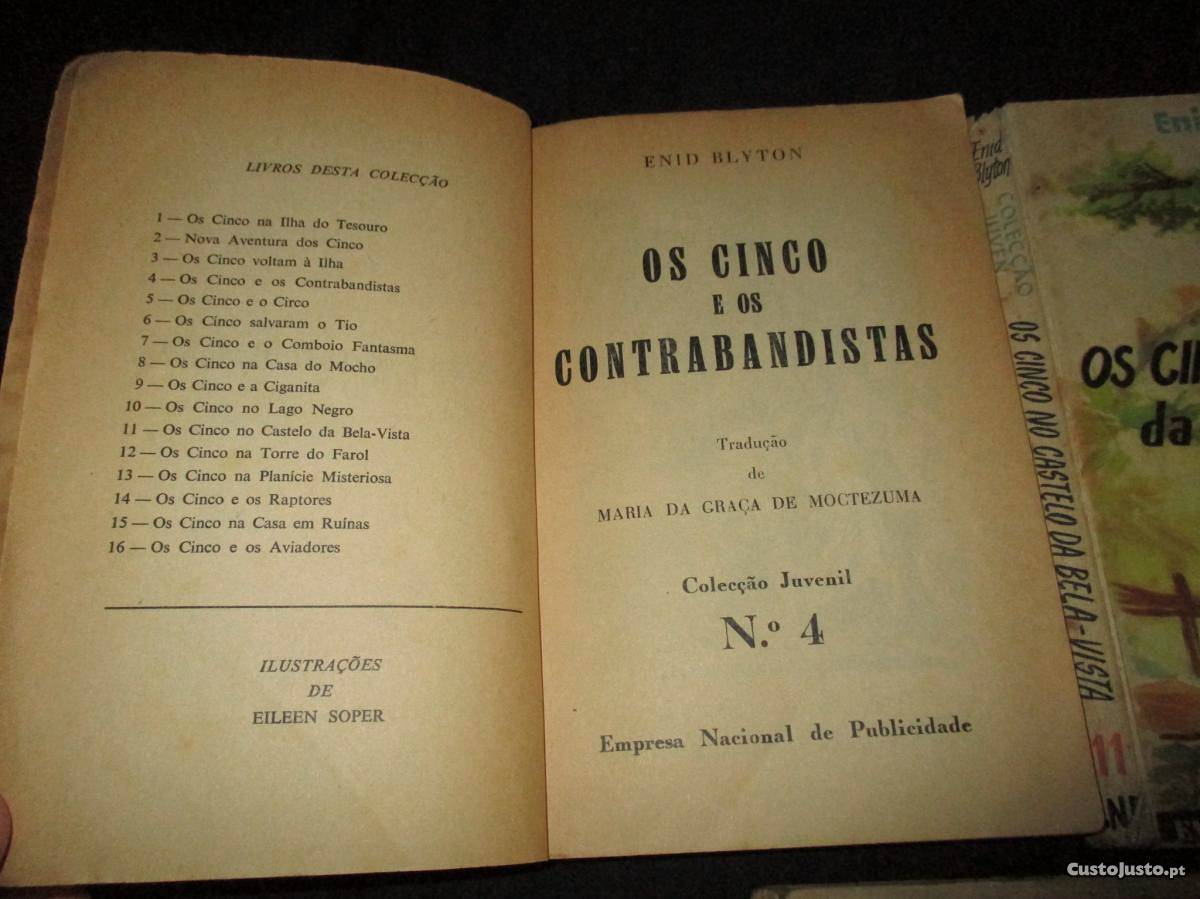 LIVROS DESTA COLECÇÃO
1 — Os Cinco na Ilha do Tesouro
2 — Nova Aventura dos Cinco
3 — Os Cinco voltam à Ilha
4 — Os Cinco e os Contrabandistas
5 — Os Cinco e o Circo
6 — Os Cinco salvaram o Tio
7 — Os Cinco e o Comboio Fantasma
8 — Os Cinco na Casa do Mocho
9 — Os Cinco e a Ciganita
10 — Os Cinco no Lago Negro
11 — Os Cinco no Castelo da Bela-Vista
12 — Os Cinco na Torre do Farol
13 — Os Cinco na Planície Misteriosa
14 — Os Cinco e os Raptores
15 — Os Cinco na Casa em Ruínas
16 — Os Cinco e os Aviadores
ILUSTRAÇÕES
DE
EILEEN SOPER
ENID BLYTON
OS CINCO
E OS
CONTRABANDISTAS
Tradução
de
MARIA DA GRAÇA DE MOCTEZUMA
Colecção Juvenil
N.º 4
Empresa Nacional de Publicidade
Enid
Blyton
COLECÇÃO
JUVEN
OS CINCO NO CASTELO DA BELA-VISTA
11
Eni
OS CI
da
CustoJusto.pt